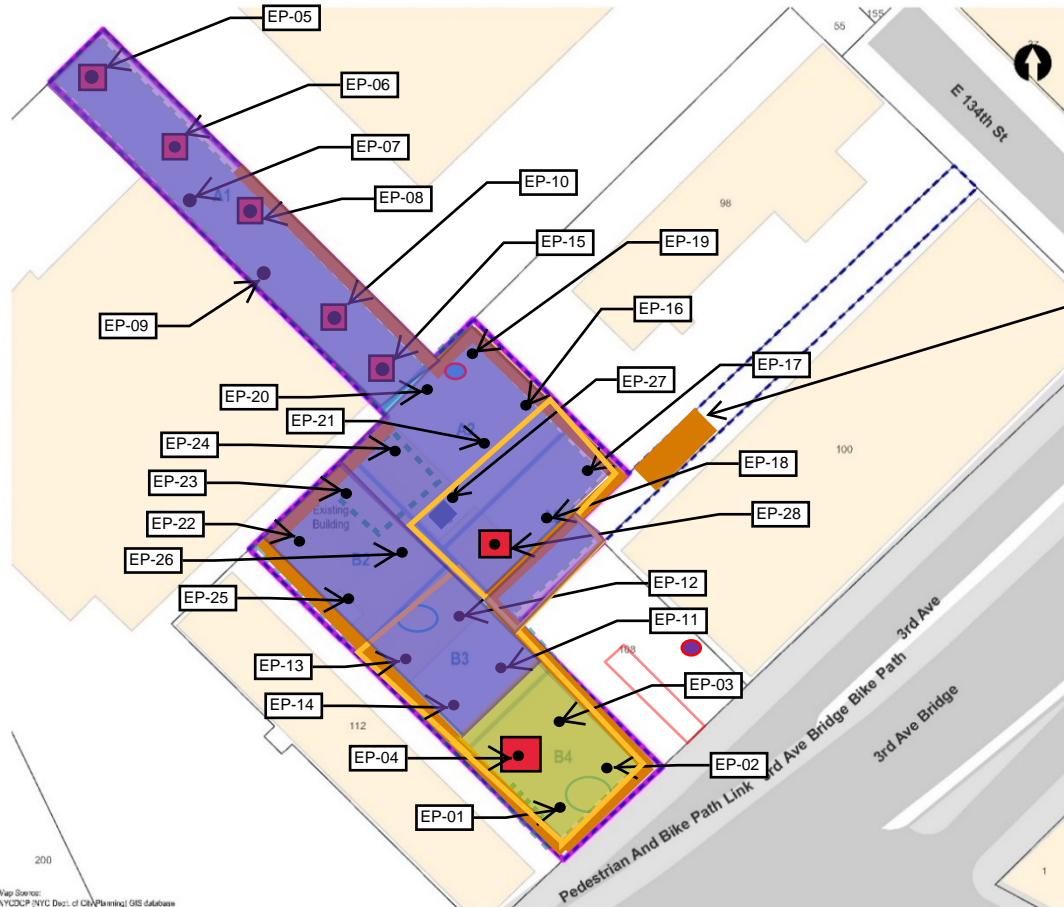 EP-05
55
155
E 134th St
EP-06
EP-07
A1
EP-10
EP-08
98
EP-15
EP-19
EP-09
EP-16
EP-27
EP-17
EP-20
EP-21
EP-24
100
EP-18
EP-23
EP-22
Existing
Building
EP-28
EP-26
B2
EP-12
EP-25
EP-11
3rd Ave
EP-13
B3
108
EP-03
EP-14
112
3rd Ave Bridge
EP-04
B4
EP-02
EP-01
Pedestrian And Bike Path Link
3rd Ave Bridge Bike Path
200
1
Map Source:
NYCDCP (NYC Dept. of City Planning) GIS database